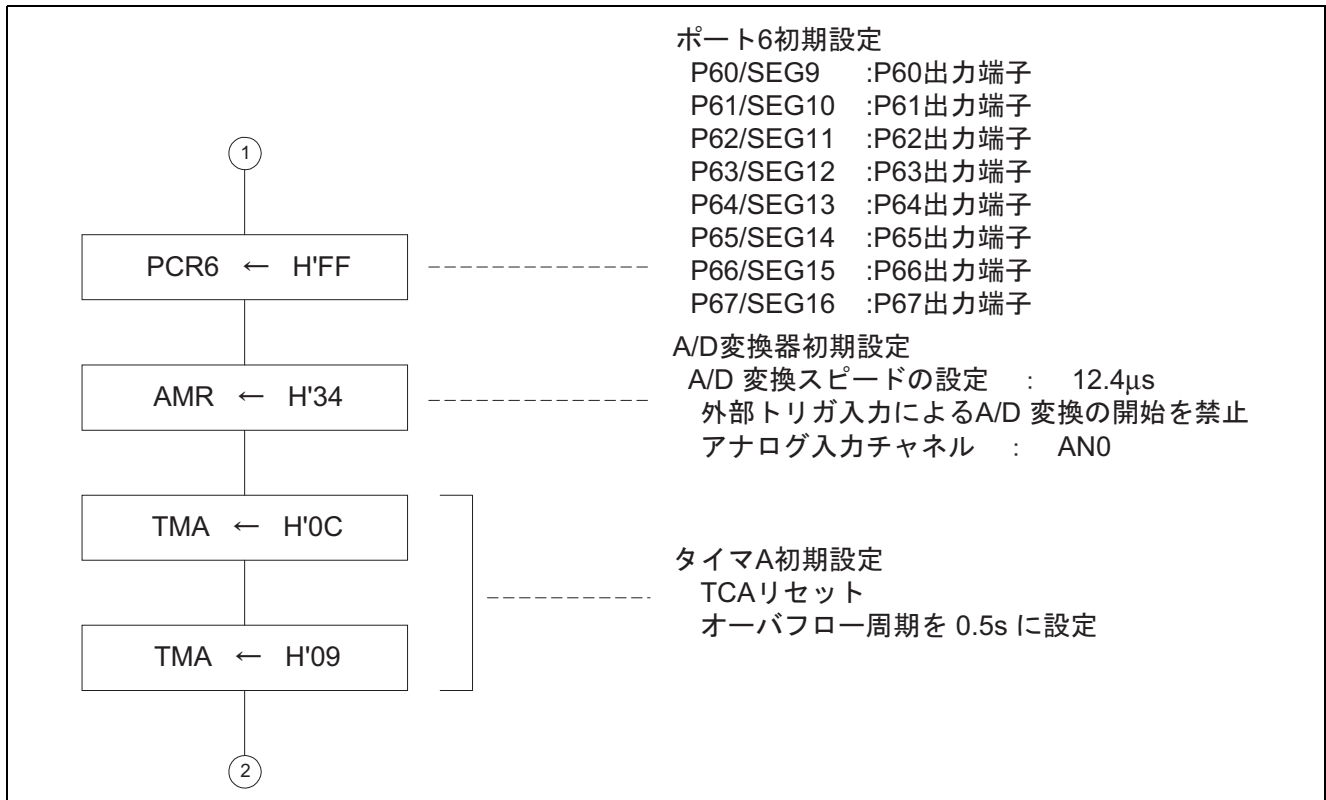 ①
PCR6 ← H'FF
ポート6初期設定
P60/SEG9 :P60出力端子
P61/SEG10 :P61出力端子
P62/SEG11 :P62出力端子
P63/SEG12 :P63出力端子
P64/SEG13 :P64出力端子
P65/SEG14 :P65出力端子
P66/SEG15 :P66出力端子
P67/SEG16 :P67出力端子
AMR ← H'34
A/D変換器初期設定
A/D 変換スピードの設定 : 12.4μs
外部トリガ入力によるA/D 変換の開始を禁止
アナログ入力チャネル : AN0
TMA ← H'0C
TMA ← H'09
タイマA初期設定
TCAリセット
オーバフロー周期を 0.5s に設定
②